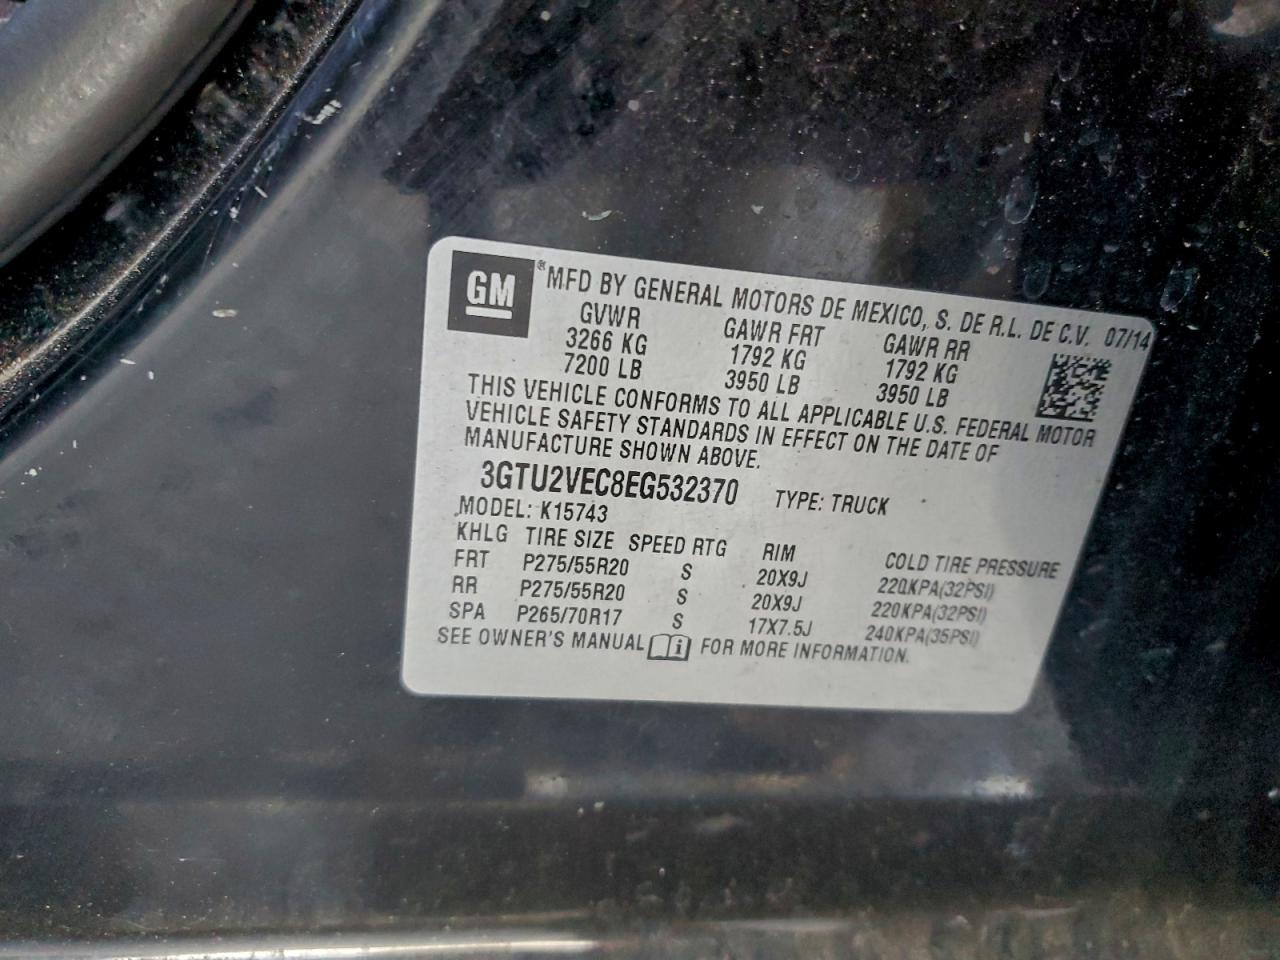 GM ® MFD BY GENERAL MOTORS DE MEXICO, S. DE R.L. DE C.V. 07/14
GVWR GAWR FRT GAWR RR
3266 KG 1792 KG 1792 KG
7200 LB 3950 LB 3950 LB
THIS VEHICLE CONFORMS TO ALL APPLICABLE U.S. FEDERAL MOTOR
VEHICLE SAFETY STANDARDS IN EFFECT ON THE DATE OF
MANUFACTURE SHOWN ABOVE.
3GTU2VEC8EG532370 TYPE: TRUCK
MODEL: K15743
KHLG TIRE SIZE SPEED RTG RIM COLD TIRE PRESSURE
FRT P275/55R20 S 20X9J 220KPA(32PSI)
RR P275/55R20 S 20X9J 220KPA(32PSI)
SPA P265/70R17 S 17X7.5J 240KPA(35PSI)
SEE OWNER'S MANUAL i FOR MORE INFORMATION.